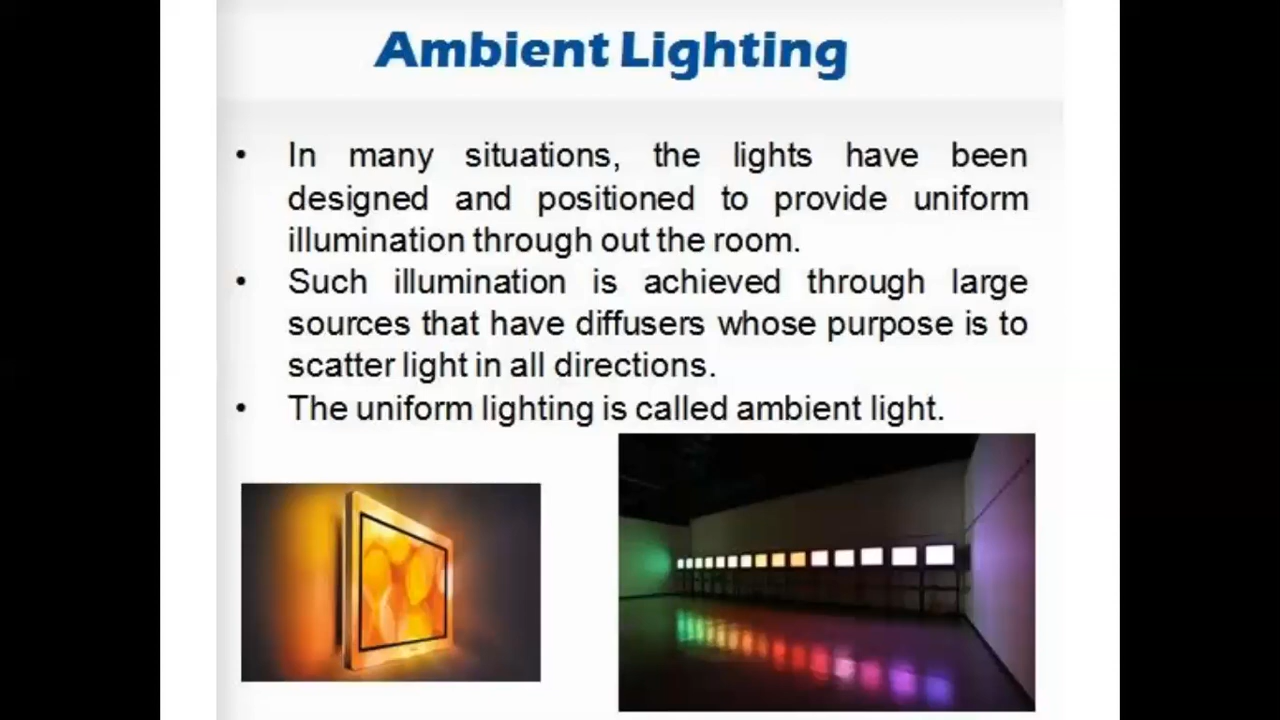 Ambient Lighting
• In many situations, the lights have been
designed and positioned to provide uniform
illumination through out the room.
• Such illumination is achieved through large
sources that have diffusers whose purpose is to
scatter light in all directions.
• The uniform lighting is called ambient light.